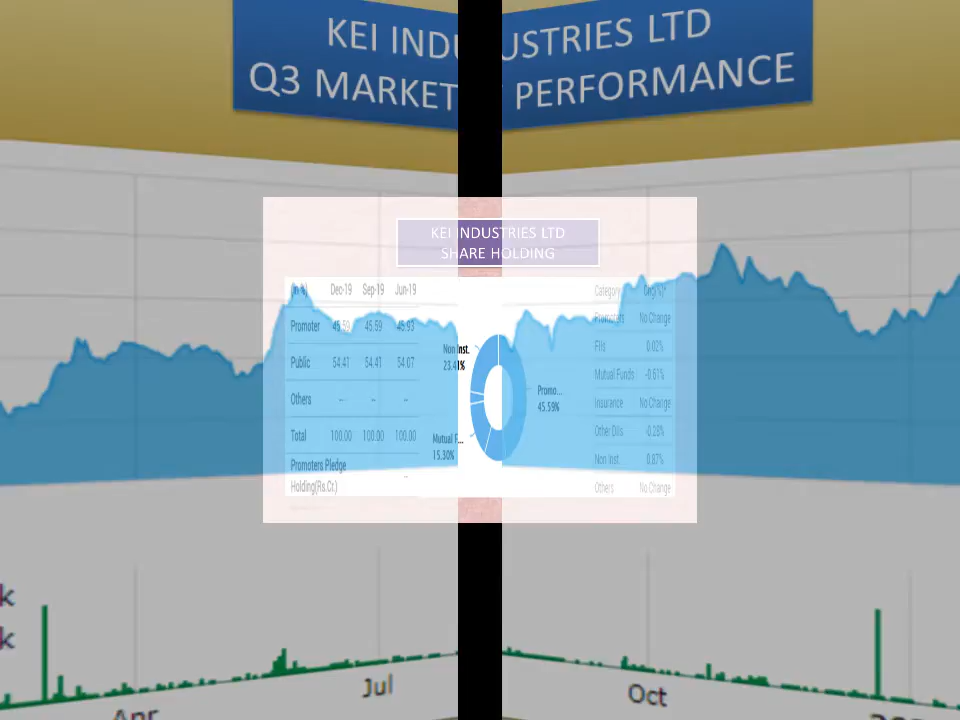 KEI INDUSTRIES LTD
Q3 MARKET PERFORMANCE
KEI INDUSTRIES LTD
SHARE HOLDING
(in %) Dec-19 Sep-19 Jun-19
Promoter 45.59 45.59 45.93
Public 54.41 54.41 54.07
Others -- -- --
Total 100.00 100.00 100.00
Promoters Pledge
Holding(Rs.Cr.) --
Non Inst.
23.41%
Promo...
45.59%
Mutual F...
15.30%
Category Chg(%)*
Promoters No Change
FIIs 0.02%
Mutual Funds -0.61%
Insurance No Change
Other DIIs -0.28%
Non Inst. 0.87%
Others No Change
k
k
Apr Jul Oct